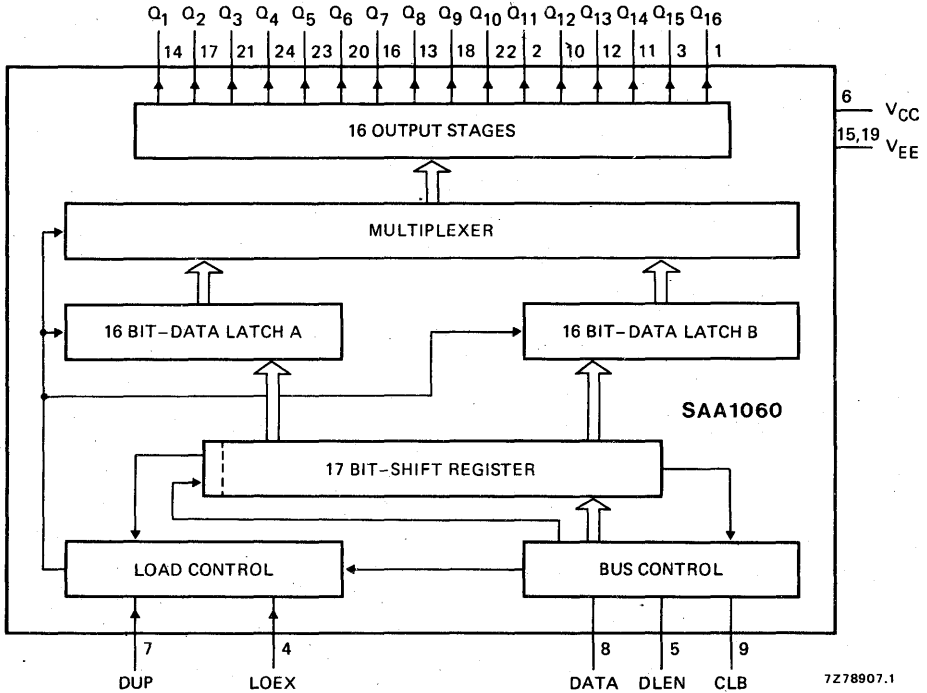 Q1 Q2 Q3 Q4 Q5 Q6 Q7 Q8 Q9 Q10 Q11 Q12 Q13 Q14 Q15 Q16
14 17 21 24 23 20 16 13 18 22 2 10 12 11 3 1
6 VCC
15,19 VEE
16 OUTPUT STAGES
MULTIPLEXER
16 BIT–DATA LATCH A
16 BIT–DATA LATCH B
SAA1060
17 BIT–SHIFT REGISTER
LOAD CONTROL
BUS CONTROL
7 4 8 5 9
DUP LOEX DATA DLEN CLB
7Z78907.1